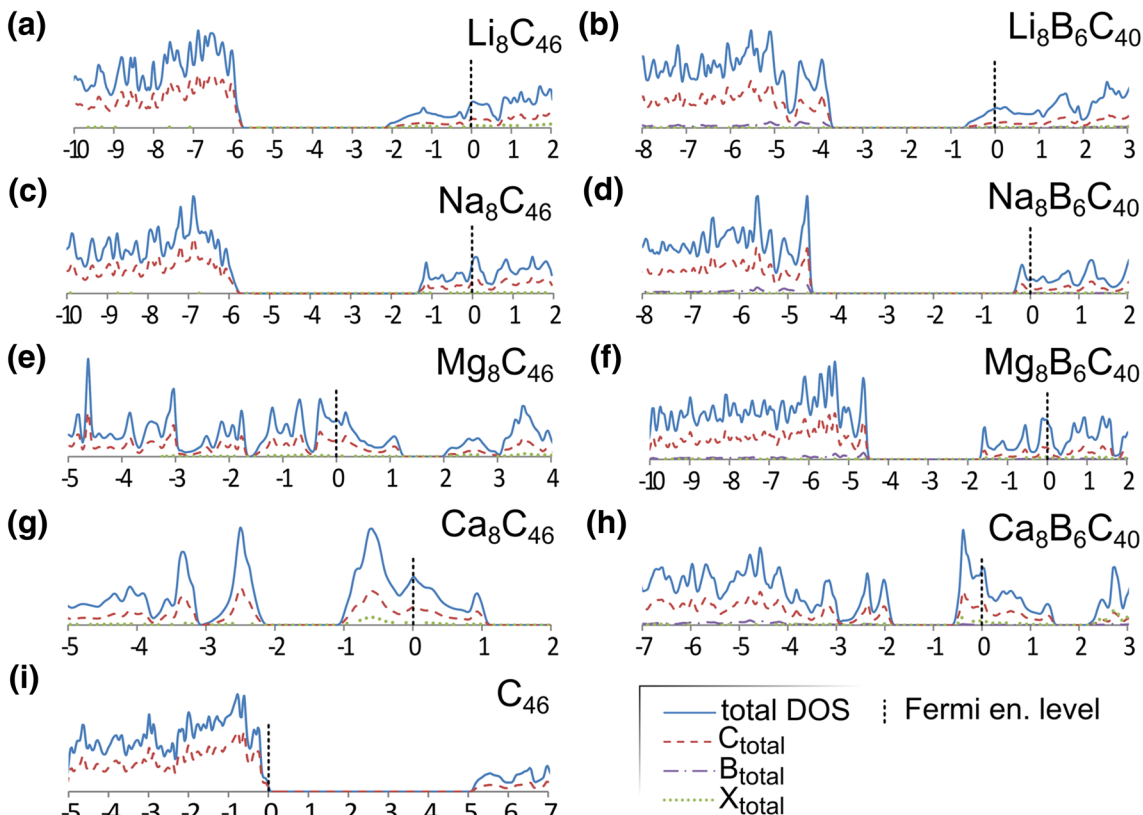 (a) Li₈C₄₆
-10 -9 -8 -7 -6 -5 -4 -3 -2 -1 0 1 2
(b) Li₈B₆C₄₀
-8 -7 -6 -5 -4 -3 -2 -1 0 1 2 3
(c) Na₈C₄₆
-10 -9 -8 -7 -6 -5 -4 -3 -2 -1 0 1 2
(d) Na₈B₆C₄₀
-8 -7 -6 -5 -4 -3 -2 -1 0 1 2
(e) Mg₈C₄₆
-5 -4 -3 -2 -1 0 1 2 3 4
(f) Mg₈B₆C₄₀
-10 -9 -8 -7 -6 -5 -4 -3 -2 -1 0 1 2
(g) Ca₈C₄₆
-5 -4 -3 -2 -1 0 1 2
(h) Ca₈B₆C₄₀
-7 -6 -5 -4 -3 -2 -1 0 1 2 3
(i) C₄₆
-5 -4 -3 -2 -1 0 1 2 3 4 5 6 7
total DOS
Fermi en. level
C total
B total
X total